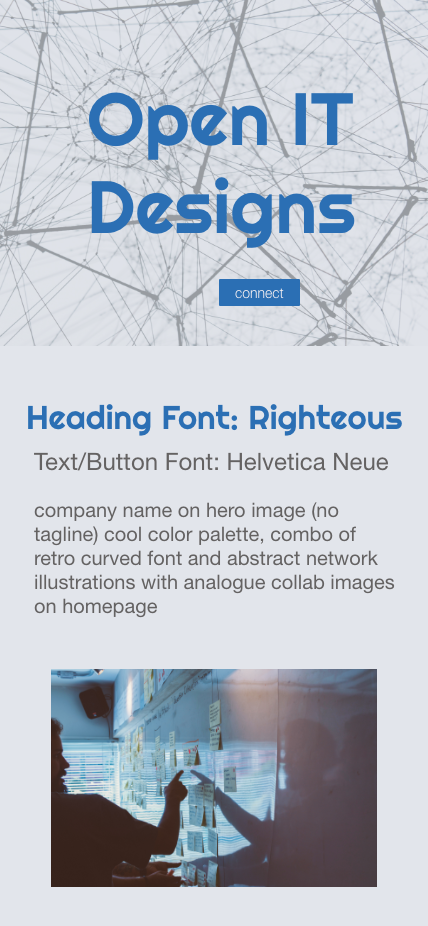 Open IT
Designs
connect
Heading Font: Righteous
Text/Button Font: Helvetica Neue
company name on hero image (no
tagline) cool color palette, combo of
retro curved font and abstract network
illustrations with analogue collab images
on homepage